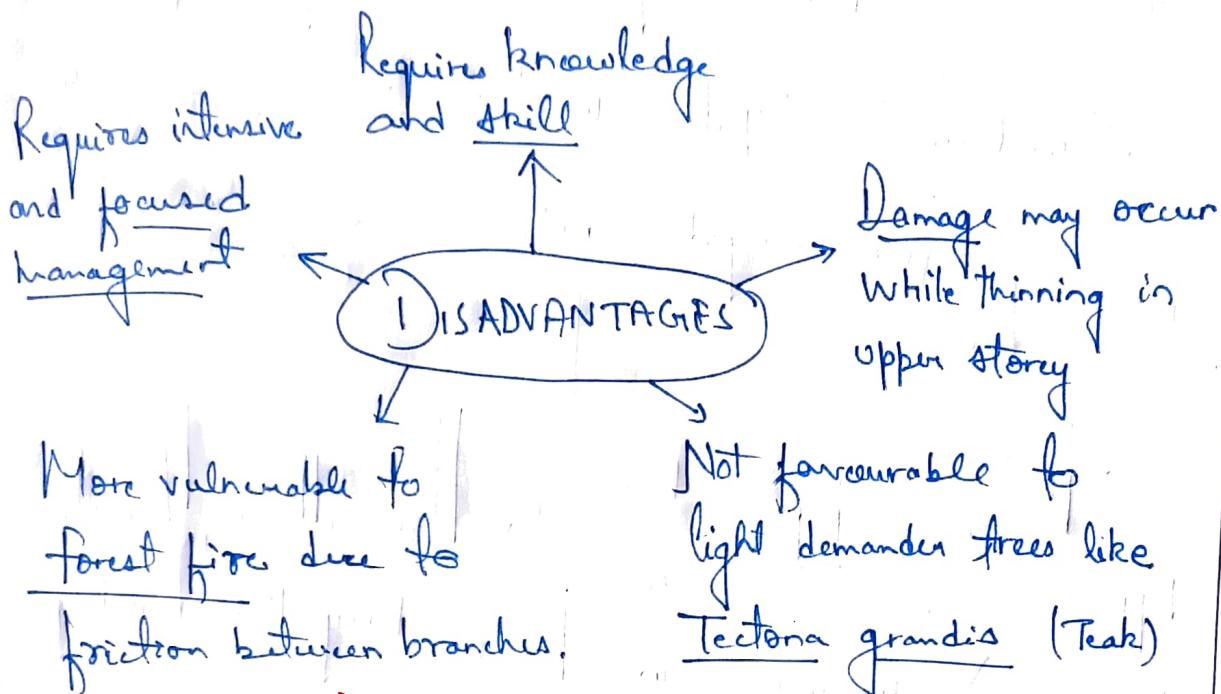 Requires knowledge
and skill
Requires intensive
and focused
management
Damage may occur
while thinning in
upper storey
DISADVANTAGES
More vulnerable to
forest fire due to
friction between branches.
Not favourable to
light demander trees like
Tectona grandis (Teak)